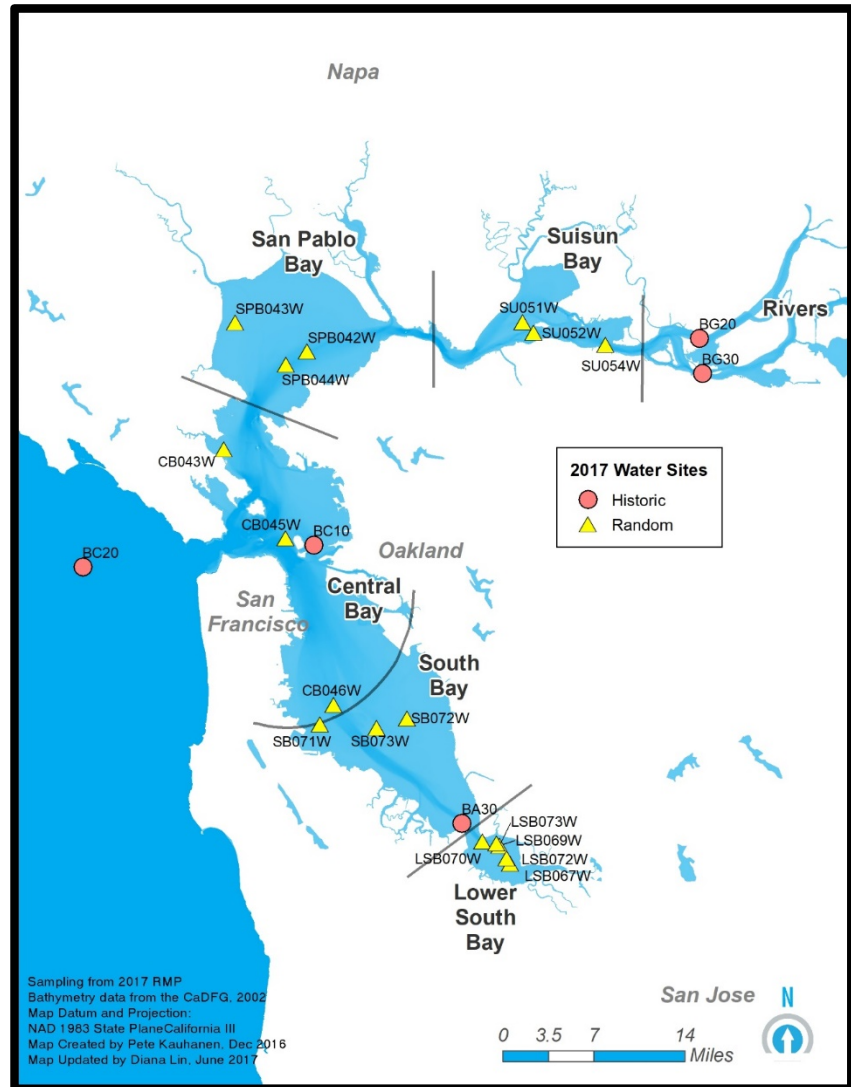 Napa
San Pablo
Bay
Suisun
Bay
Rivers
SPB043W
SPB042W
SPB044W
SU051W
SU052W
SU054W
BG20
BG30
CB043W
2017 Water Sites
Historic
Random
CB045W
BC10
BC20
Oakland
Central
Bay
San
Francisco
South
Bay
CB046W
SB071W
SB073W
SB072W
BA30
LSB073W
LSB069W
LSB070W
LSB072W
LSB067W
Lower
South
Bay
San Jose
Sampling from 2017 RMP
Bathymetry data from the CaDFG, 2002
Map Datum and Projection:
NAD 1983 State PlaneCalifornia III
Map Created by Pete Kauhanen, Dec 2016
Map Updated by Diana Lin, June 2017
N
0 3.5 7 14
Miles